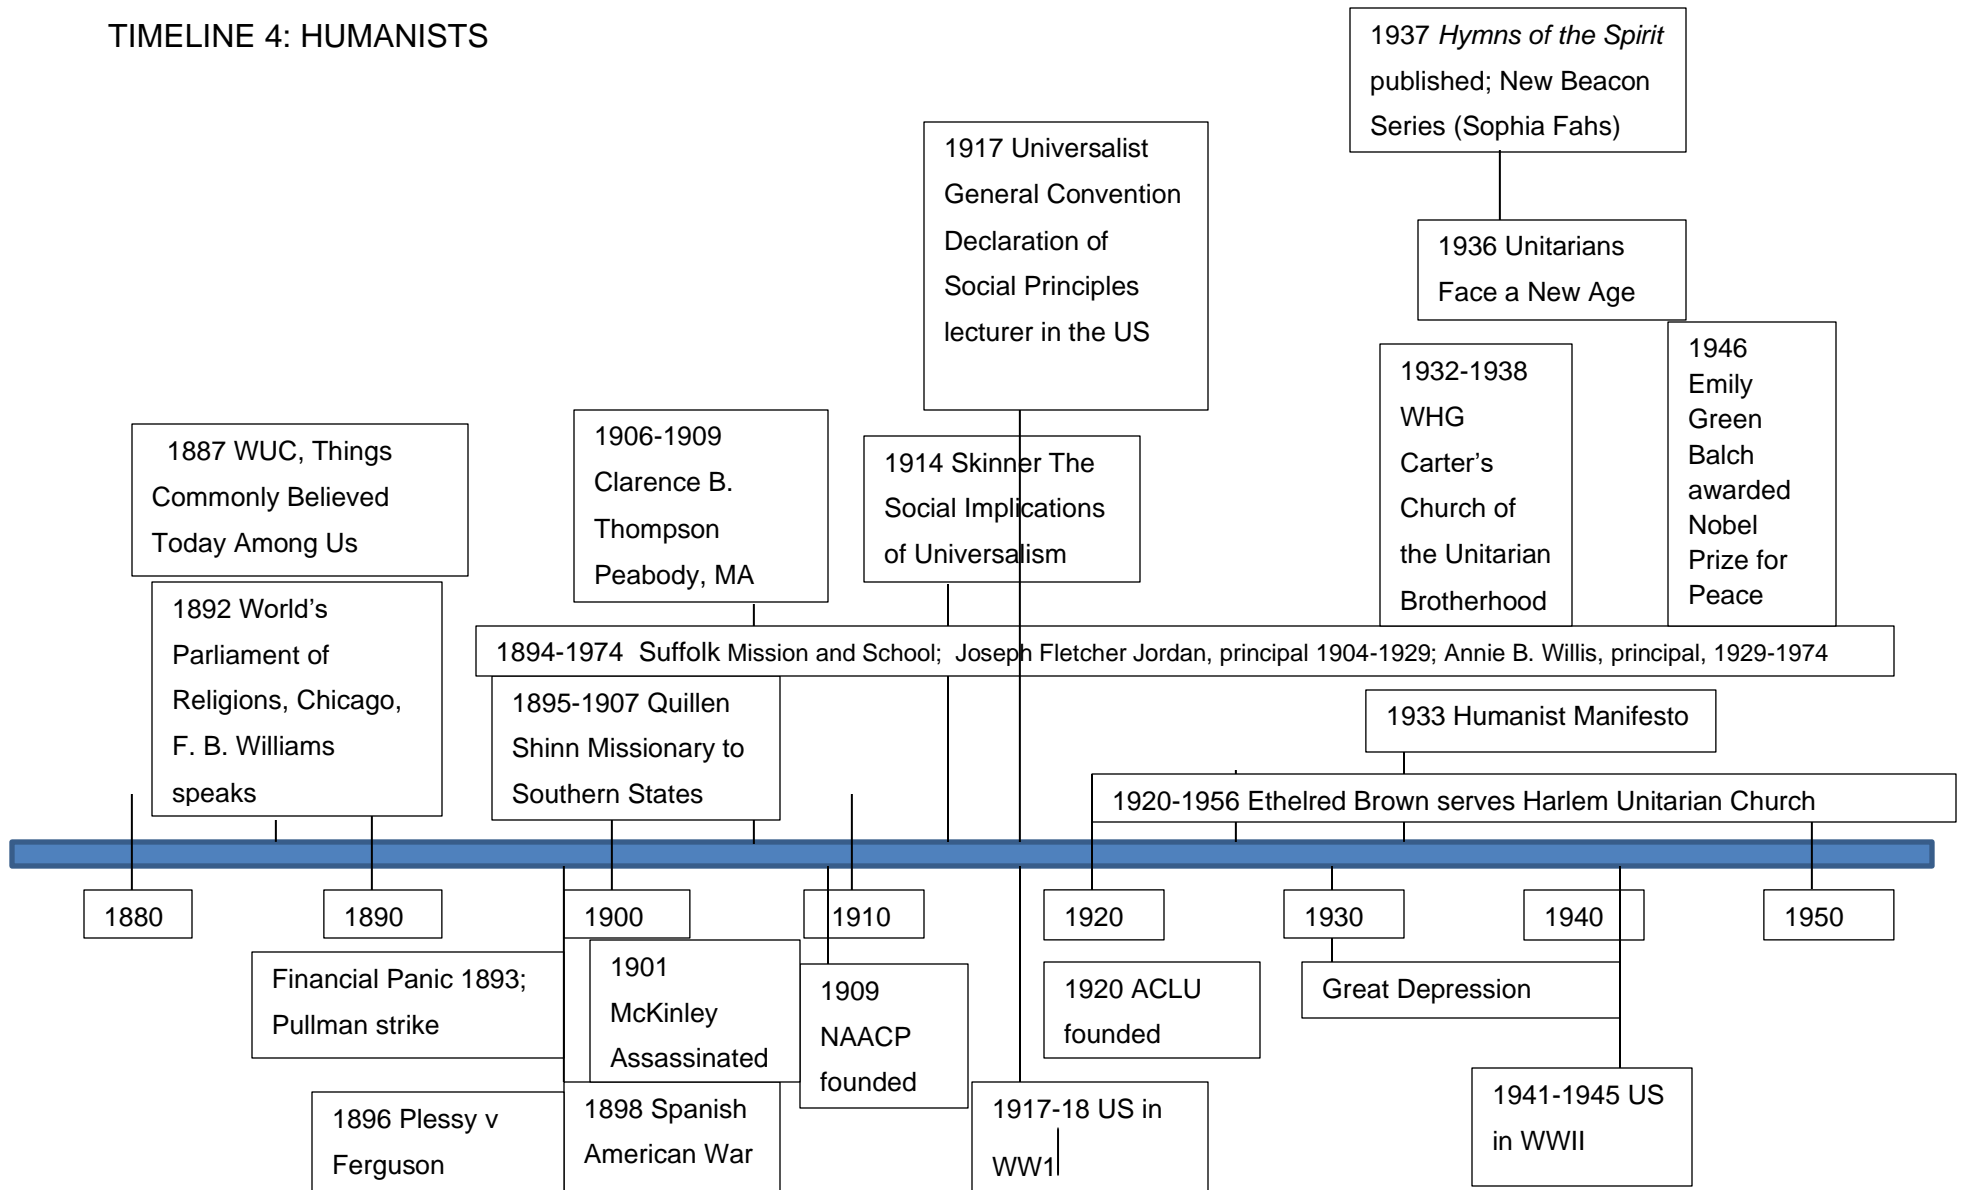 TIMELINE 4: HUMANISTS
1937 Hymns of the Spirit
published; New Beacon
Series (Sophia Fahs)
1917 Universalist
General Convention
Declaration of
Social Principles
lecturer in the US
1936 Unitarians
Face a New Age
1946
Emily
Green
Balch
awarded
Nobel
Prize for
Peace
1932-1938
WHG
Carter’s
Church of
the Unitarian
Brotherhood
1887 WUC, Things
Commonly Believed
Today Among Us
1906-1909
Clarence B.
Thompson
Peabody, MA
1914 Skinner The
Social Implications
of Universalism
1892 World’s
Parliament of
Religions, Chicago,
F. B. Williams
speaks
1894-1974 Suffolk Mission and School; Joseph Fletcher Jordan, principal 1904-1929; Annie B. Willis, principal, 1929-1974
1895-1907 Quillen
Shinn Missionary to
Southern States
1933 Humanist Manifesto
1920-1956 Ethelred Brown serves Harlem Unitarian Church
1880
1890
1900
1910
1920
1930
1940
1950
Financial Panic 1893;
Pullman strike
1901
McKinley
Assassinated
1909
NAACP
founded
1920 ACLU
founded
Great Depression
1896 Plessy v
Ferguson
1898 Spanish
American War
1917-18 US in
WW1
1941-1945 US
in WWII